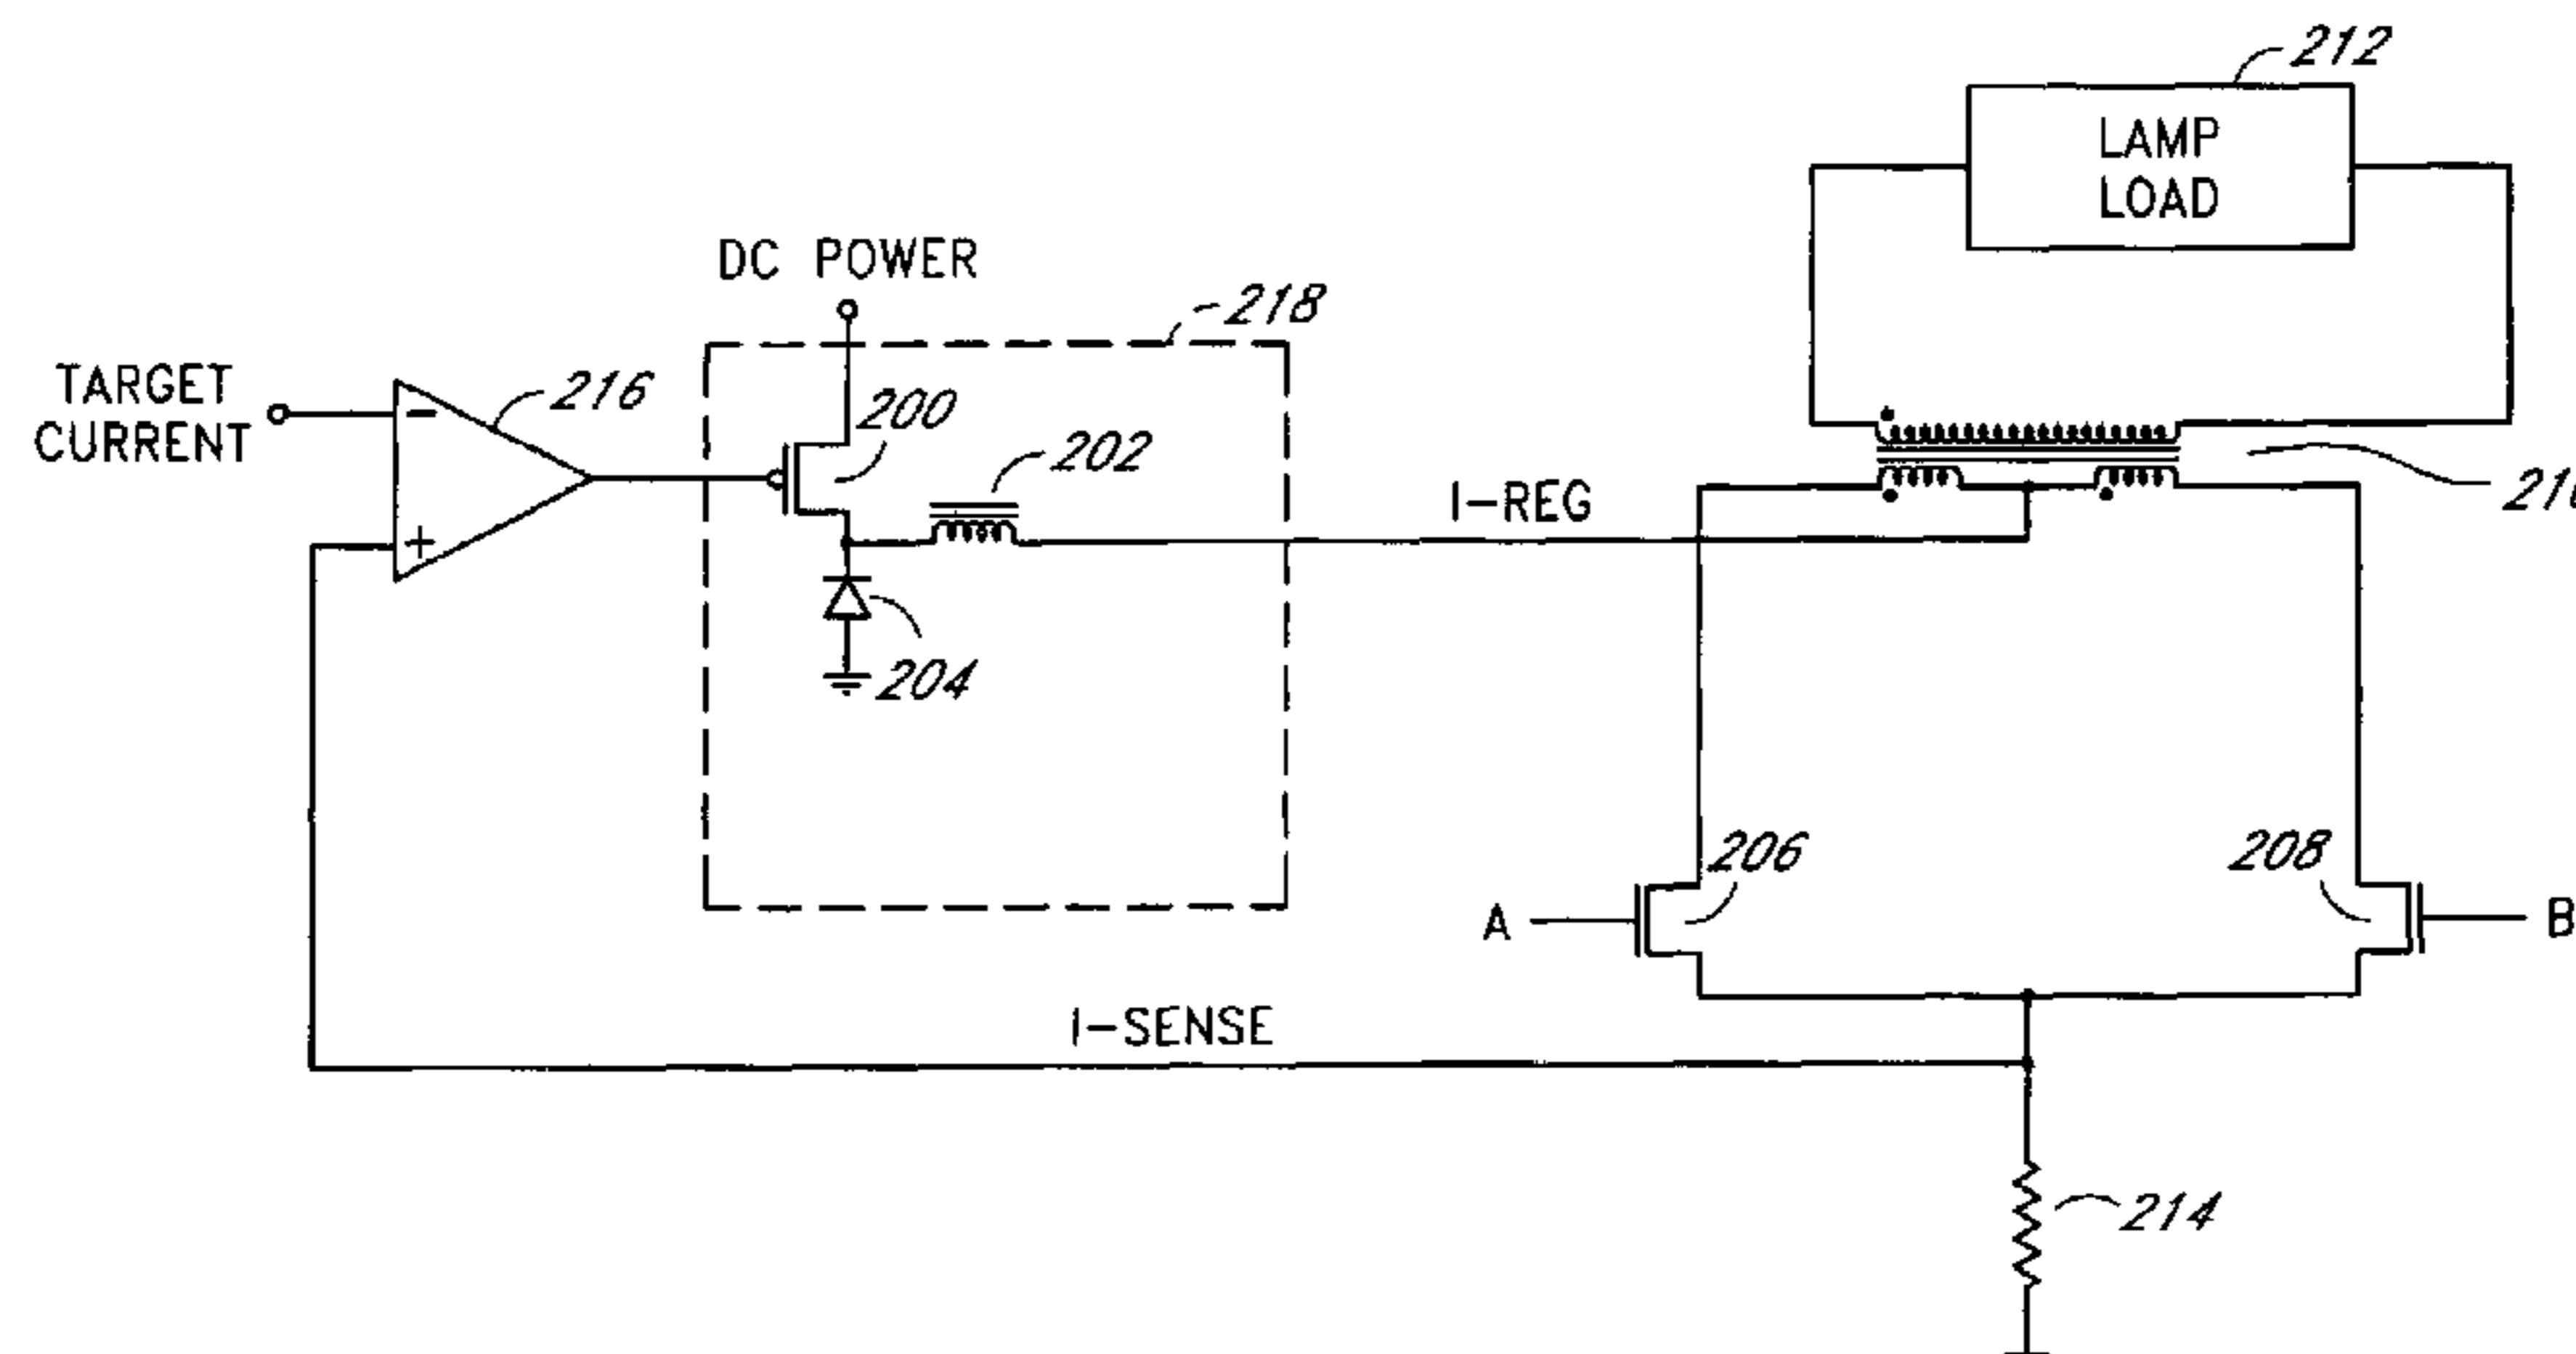 212
LAMP
LOAD
DC POWER
218
TARGET
CURRENT
216
200
202
I-REG
-
+
204
206
208
A
B
I-SENSE
214